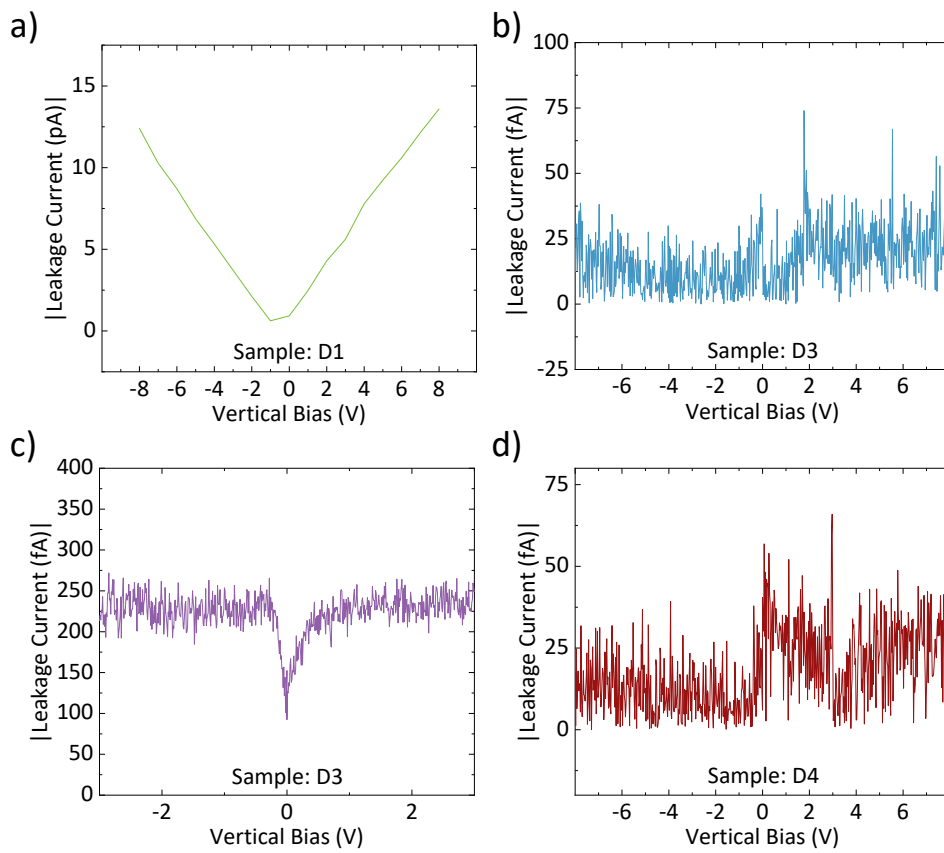 a)
|Leakage Current (pA)|
15
10
5
0
-8 -6 -4 -2 0 2 4 6 8
Vertical Bias (V)
Sample: D1
b)
|Leakage Current (fA)|
100
75
50
25
0
-25
-6 -4 -2 0 2 4 6
Vertical Bias (V)
Sample: D3
c)
|Leakage Current (fA)|
400
350
300
250
200
150
100
50
0
-2 0 2
Vertical Bias (V)
Sample: D3
d)
|Leakage Current (fA)|
75
50
25
0
-6 -4 -2 0 2 4 6
Vertical Bias (V)
Sample: D4